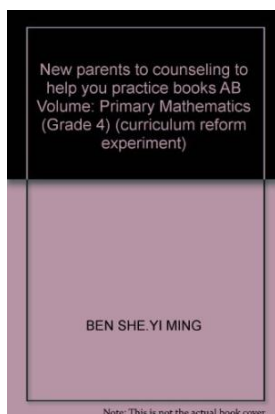 New parents to counseling to
help you practice books AB
Volume: Primary Mathematics
(Grade 4) (curriculum reform
experiment)
BEN SHE.YI MING
Note: This is not the actual book cover